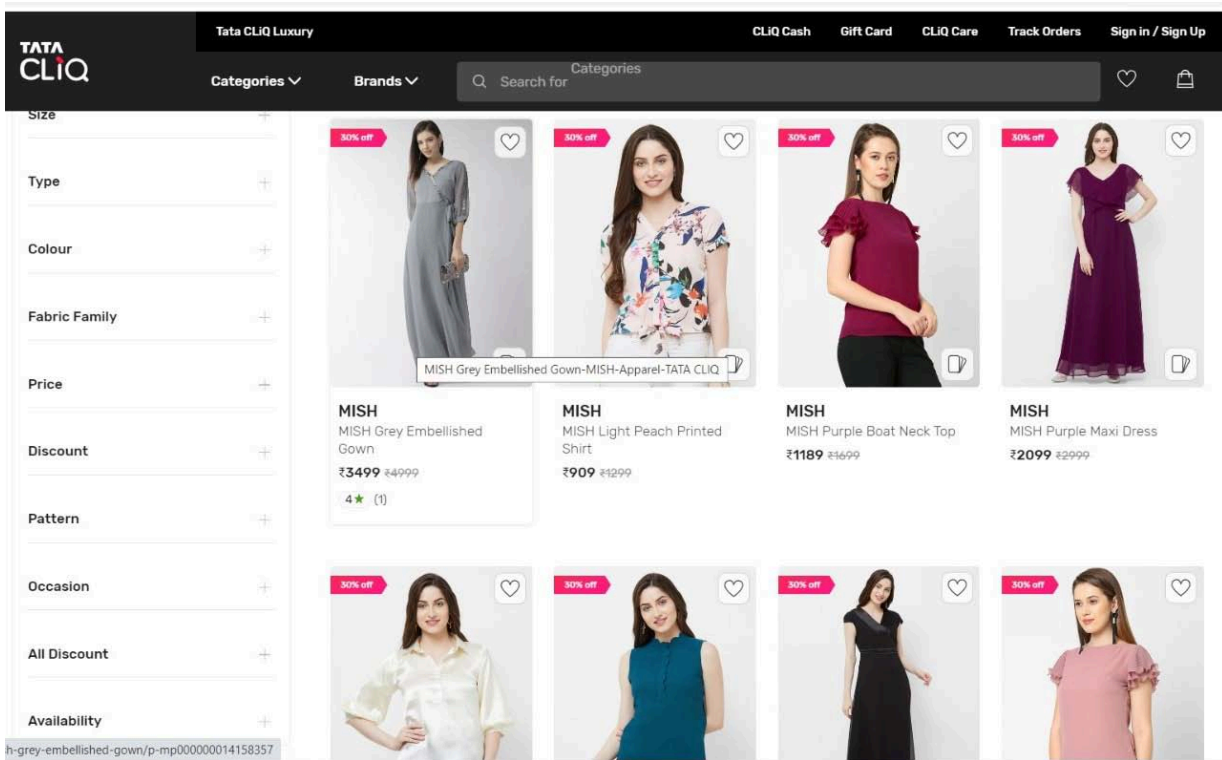 Tata CLiQ Luxury
CLiQ Cash
Gift Card
CLiQ Care
Track Orders
Sign in / Sign Up
TATA
CLiQ
Categories
Brands
Search for
Categories
Size
Type
Colour
Fabric Family
Price
Discount
Pattern
Occasion
All Discount
Availability
30% off
30% off
30% off
30% off
MISH Grey Embellished Gown-MISH-Apparel-TATA CLIQ
MISH
MISH Grey Embellished
Gown
₹3499 ₹4999
4★ (1)
MISH
MISH Light Peach Printed
Shirt
₹909 ₹1299
MISH
MISH Purple Boat Neck Top
₹1189 ₹1699
MISH
MISH Purple Maxi Dress
₹2099 ₹2999
30% off
30% off
30% off
30% off
h-grey-embellished-gown/p-mp000000014158357